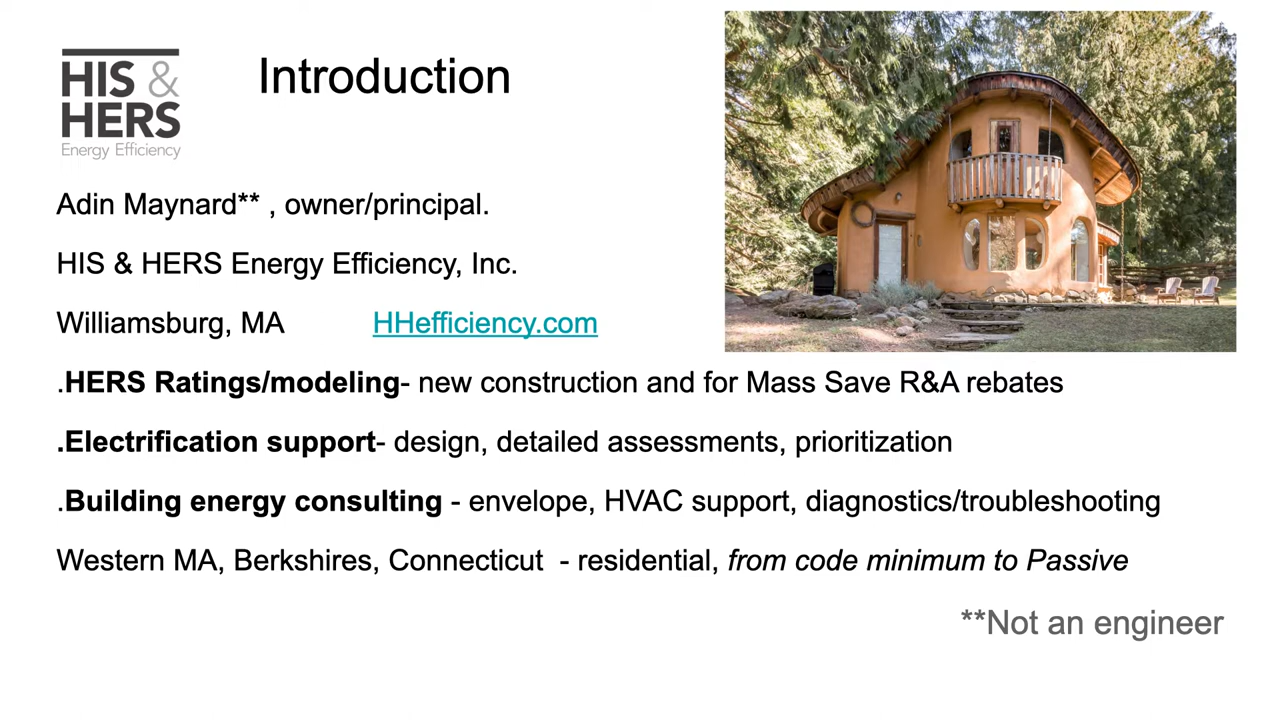 HIS &
HERS
Energy Efficiency
Introduction
Adin Maynard** , owner/principal.
HIS & HERS Energy Efficiency, Inc.
Williamsburg, MA HHefficiency.com
.HERS Ratings/modeling- new construction and for Mass Save R&A rebates
.Electrification support- design, detailed assessments, prioritization
.Building energy consulting - envelope, HVAC support, diagnostics/troubleshooting
Western MA, Berkshires, Connecticut - residential, from code minimum to Passive
**Not an engineer